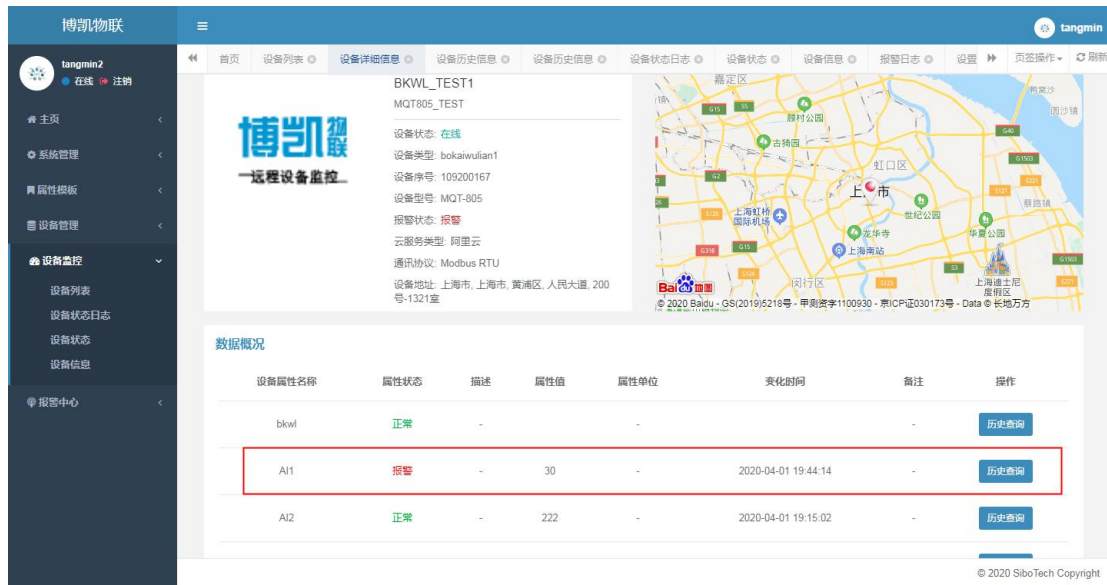 博凯物联
tangmin
tangmin2
在线 注销
首页 设备列表 设备详细信息 设备历史信息 设备历史信息 设备状态日志 设备状态 设备信息 报警日志 设置 页签操作 刷新
主页
系统管理
属性模板
设备管理
设备监控
设备列表
设备状态日志
设备状态
设备信息
报警中心
博凯物联
远程设备监控
BKWL_TEST1
MQT805_TEST
设备状态: 在线
设备类型: bokaiwulian1
设备序号: 109200167
设备型号: MQT-805
报警状态: 报警
云服务类型: 阿里云
通讯协议: Modbus RTU
设备地址: 上海市, 上海市, 黄浦区, 人民大道, 200
号-1321室
嘉定区
G15 S5
顾村公园
G40
古猗园
虹口区
G1503
G2
S221
上 市
上海虹桥
国际机场
世纪公园
龙华寺
华夏公园
上海南站
G15
S3
G1503
闵行区
上海迪士尼
度假区
Bai 地图
© 2020 Baidu - GS(2019)5218号 - 甲测资字1100930 - 京ICP证030173号 - Data © 长地万方
数据概况
设备属性名称 属性状态 描述 属性值 属性单位 变化时间 备注 操作
bkwl 正常 - - - 历史查询
AI1 报警 - 30 - 2020-04-01 19:44:14 - 历史查询
AI2 正常 - 222 - 2020-04-01 19:15:02 - 历史查询
© 2020 SiboTech Copyright